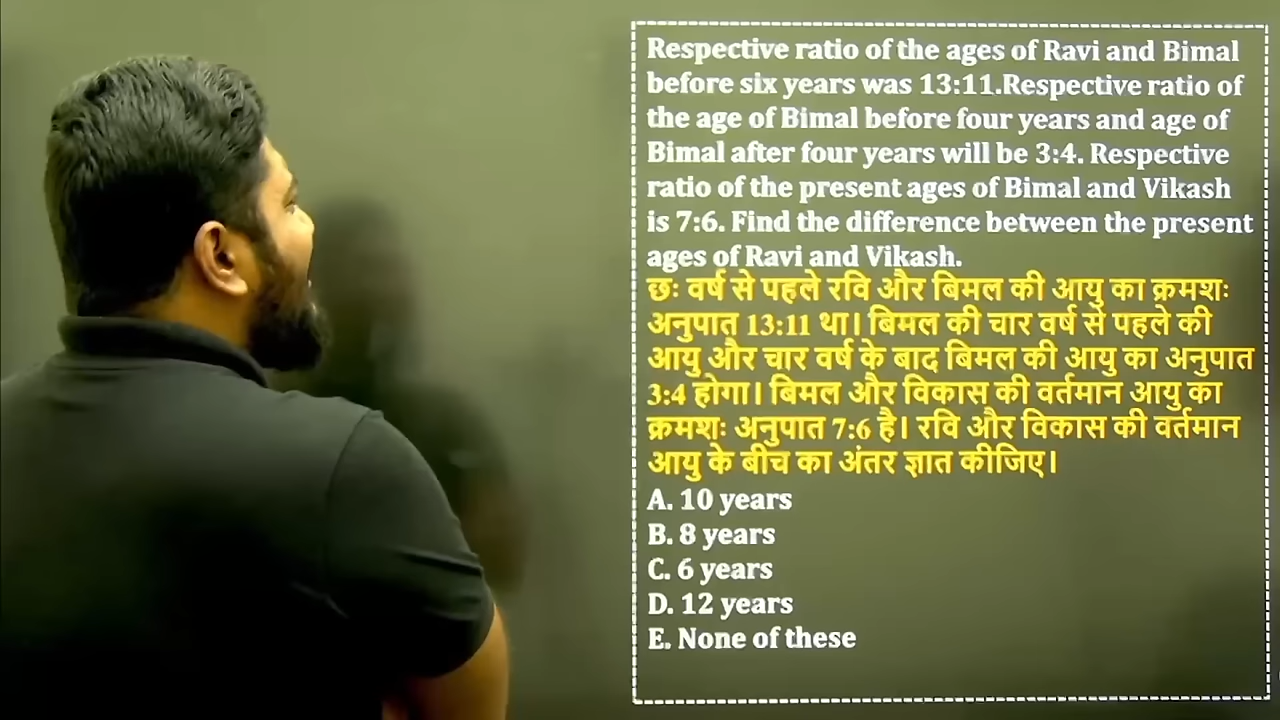 Respective ratio of the ages of Ravi and Bimal
before six years was 13:11.Respective ratio of
the age of Bimal before four years and age of
Bimal after four years will be 3:4. Respective
ratio of the present ages of Bimal and Vikash
is 7:6. Find the difference between the present
ages of Ravi and Vikash.
छः वर्ष से पहले रवि और बिमल की आयु का क्रमशः
अनुपात 13:11 था। बिमल की चार वर्ष से पहले की
आयु और चार वर्ष के बाद बिमल की आयु का अनुपात
3:4 होगा। बिमल और विकास की वर्तमान आयु का
क्रमशः अनुपात 7:6 है। रवि और विकास की वर्तमान
आयु के बीच का अंतर ज्ञात कीजिए।
A. 10 years
B. 8 years
C. 6 years
D. 12 years
E. None of these